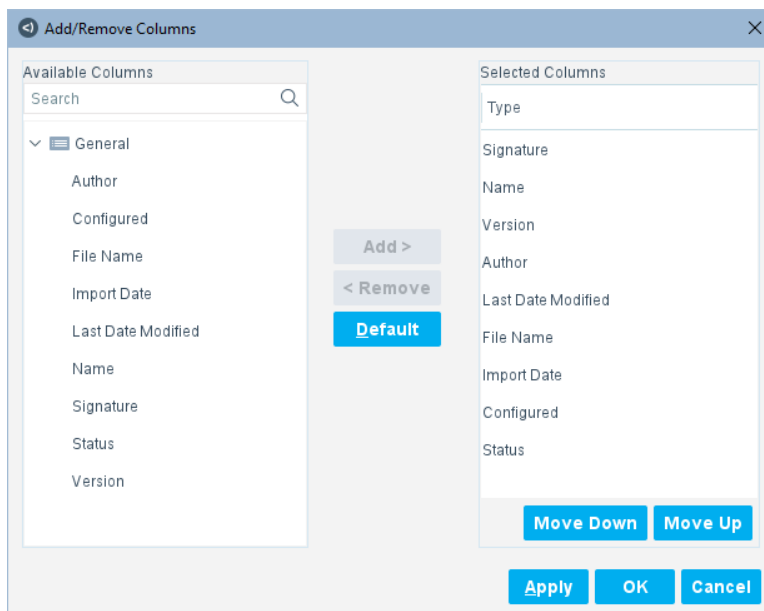 Add/Remove Columns
Available Columns
Search
General
Author
Configured
File Name
Import Date
Last Date Modified
Name
Signature
Status
Version
Add >
< Remove
Default
Selected Columns
Type
Signature
Name
Version
Author
Last Date Modified
File Name
Import Date
Configured
Status
Move Down
Move Up
Apply
OK
Cancel